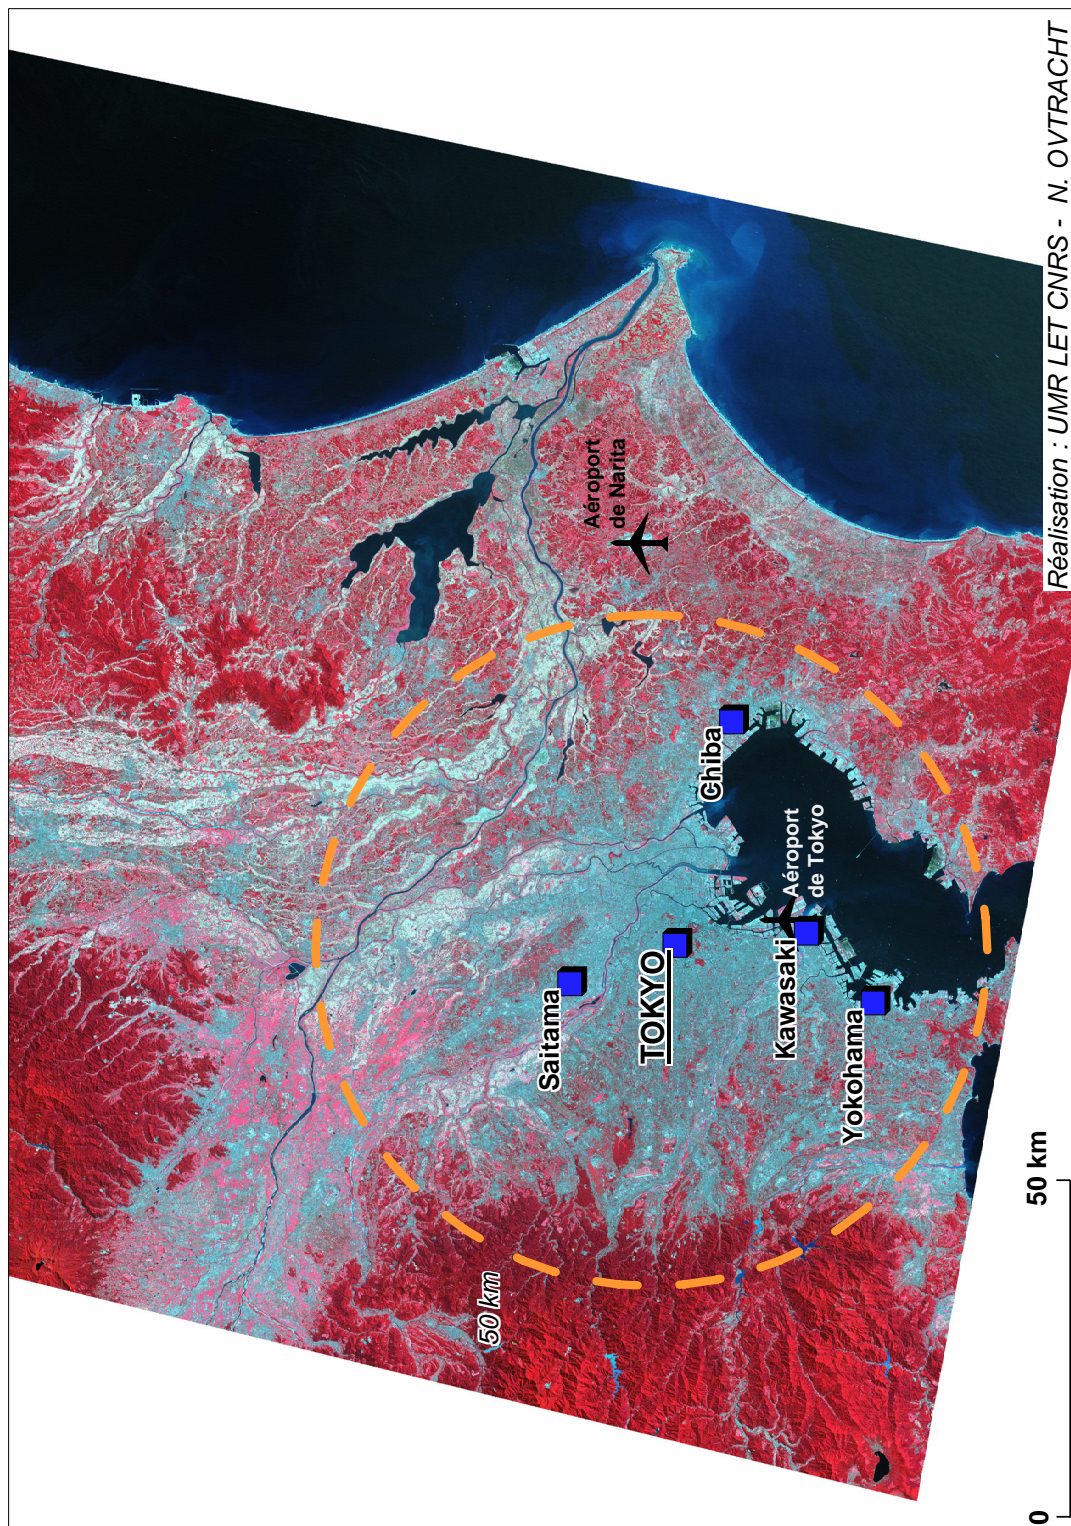 Réalisation : UMR LET CNRS - N. OVTRACHT
Aéroport
de Narita
Chiba
Aéroport
de Tokyo
Saitama
TOKYO
Kawasaki
Yokohama
50 km
0
50 km